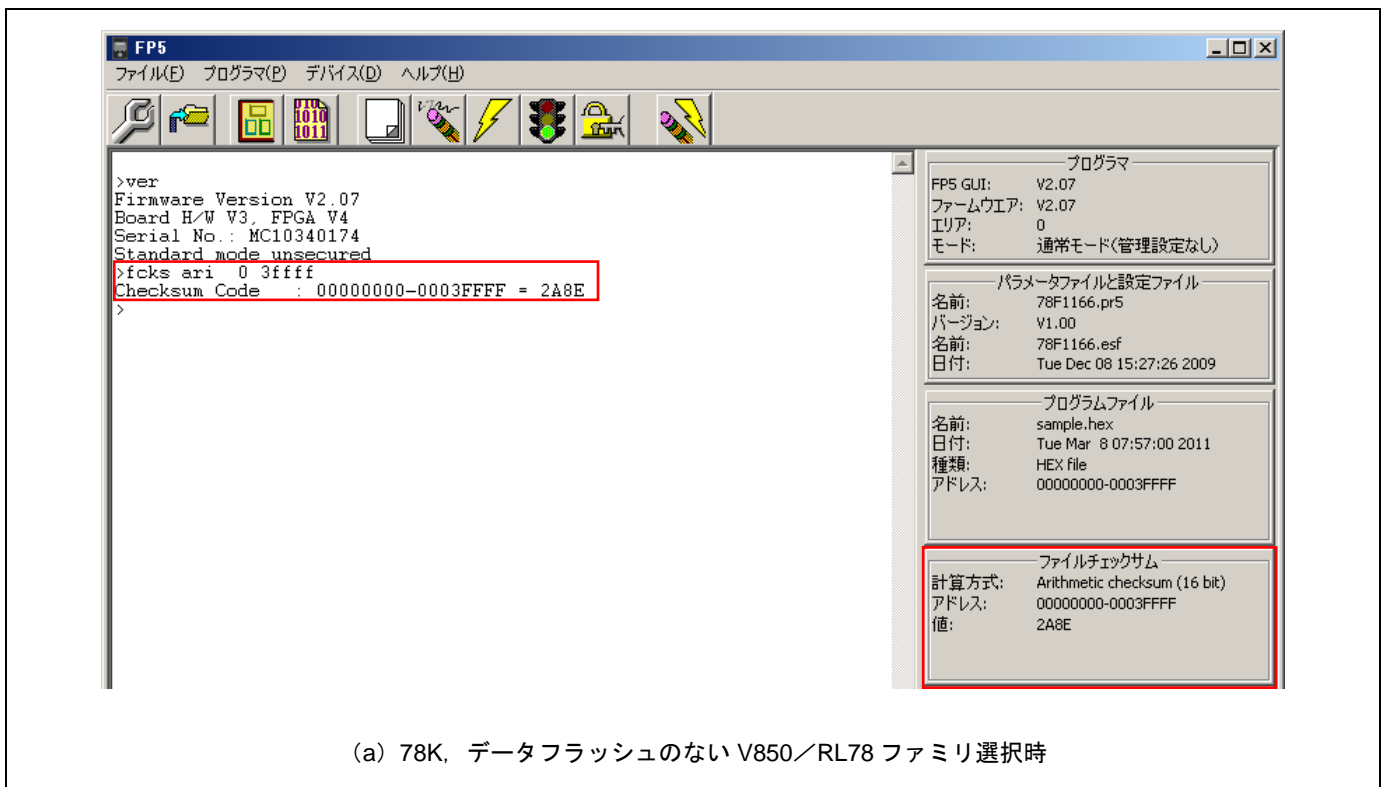 FP5
ファイル(F) プログラマ(P) デバイス(D) ヘルプ(H)
>ver
Firmware Version V2.07
Board H/W V3, FPGA V4
Serial No.: MC10340174
Standard mode unsecured
>fcks ari  0 3ffff
Checksum Code   : 00000000-0003FFFF = 2A8E
>
プログラマ
FP5 GUI: V2.07
ファームウエア: V2.07
エリア: 0
モード: 通常モード(管理設定なし)
パラメータファイルと設定ファイル
名前: 78F1166.pr5
バージョン: V1.00
名前: 78F1166.esf
日付: Tue Dec 08 15:27:26 2009
プログラムファイル
名前: sample.hex
日付: Tue Mar  8 07:57:00 2011
種類: HEX file
アドレス: 00000000-0003FFFF
ファイルチェックサム
計算方式: Arithmetic checksum (16 bit)
アドレス: 00000000-0003FFFF
値: 2A8E
(a) 78K, データフラッシュのない V850/RL78 ファミリ選択時